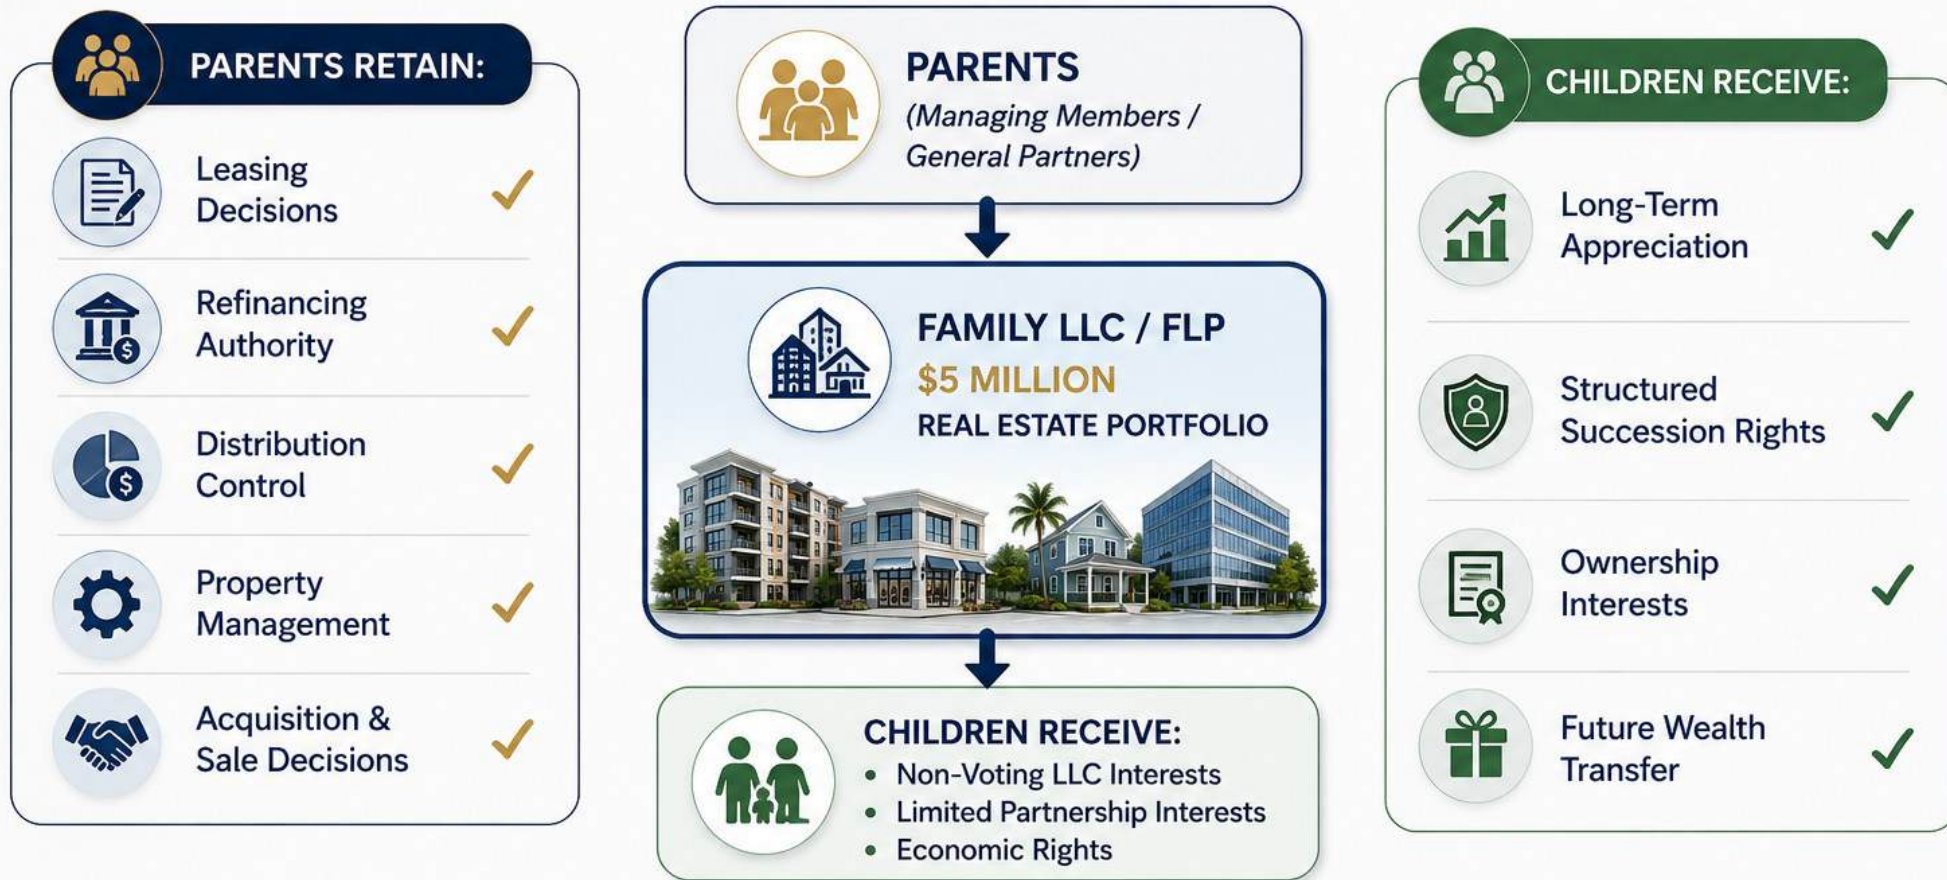 PARENTS RETAIN:
Leasing
Decisions
Refinancing
Authority
$
Distribution
Control
$
Property
Management
Acquisition &
Sale Decisions
PARENTS
(Managing Members /
General Partners)
FAMILY LLC / FLP
$5 MILLION
REAL ESTATE PORTFOLIO
CHILDREN RECEIVE:
• Non-Voting LLC Interests
• Limited Partnership Interests
• Economic Rights
CHILDREN RECEIVE:
Long-Term
Appreciation
Structured
Succession Rights
Ownership
Interests
Future Wealth
Transfer